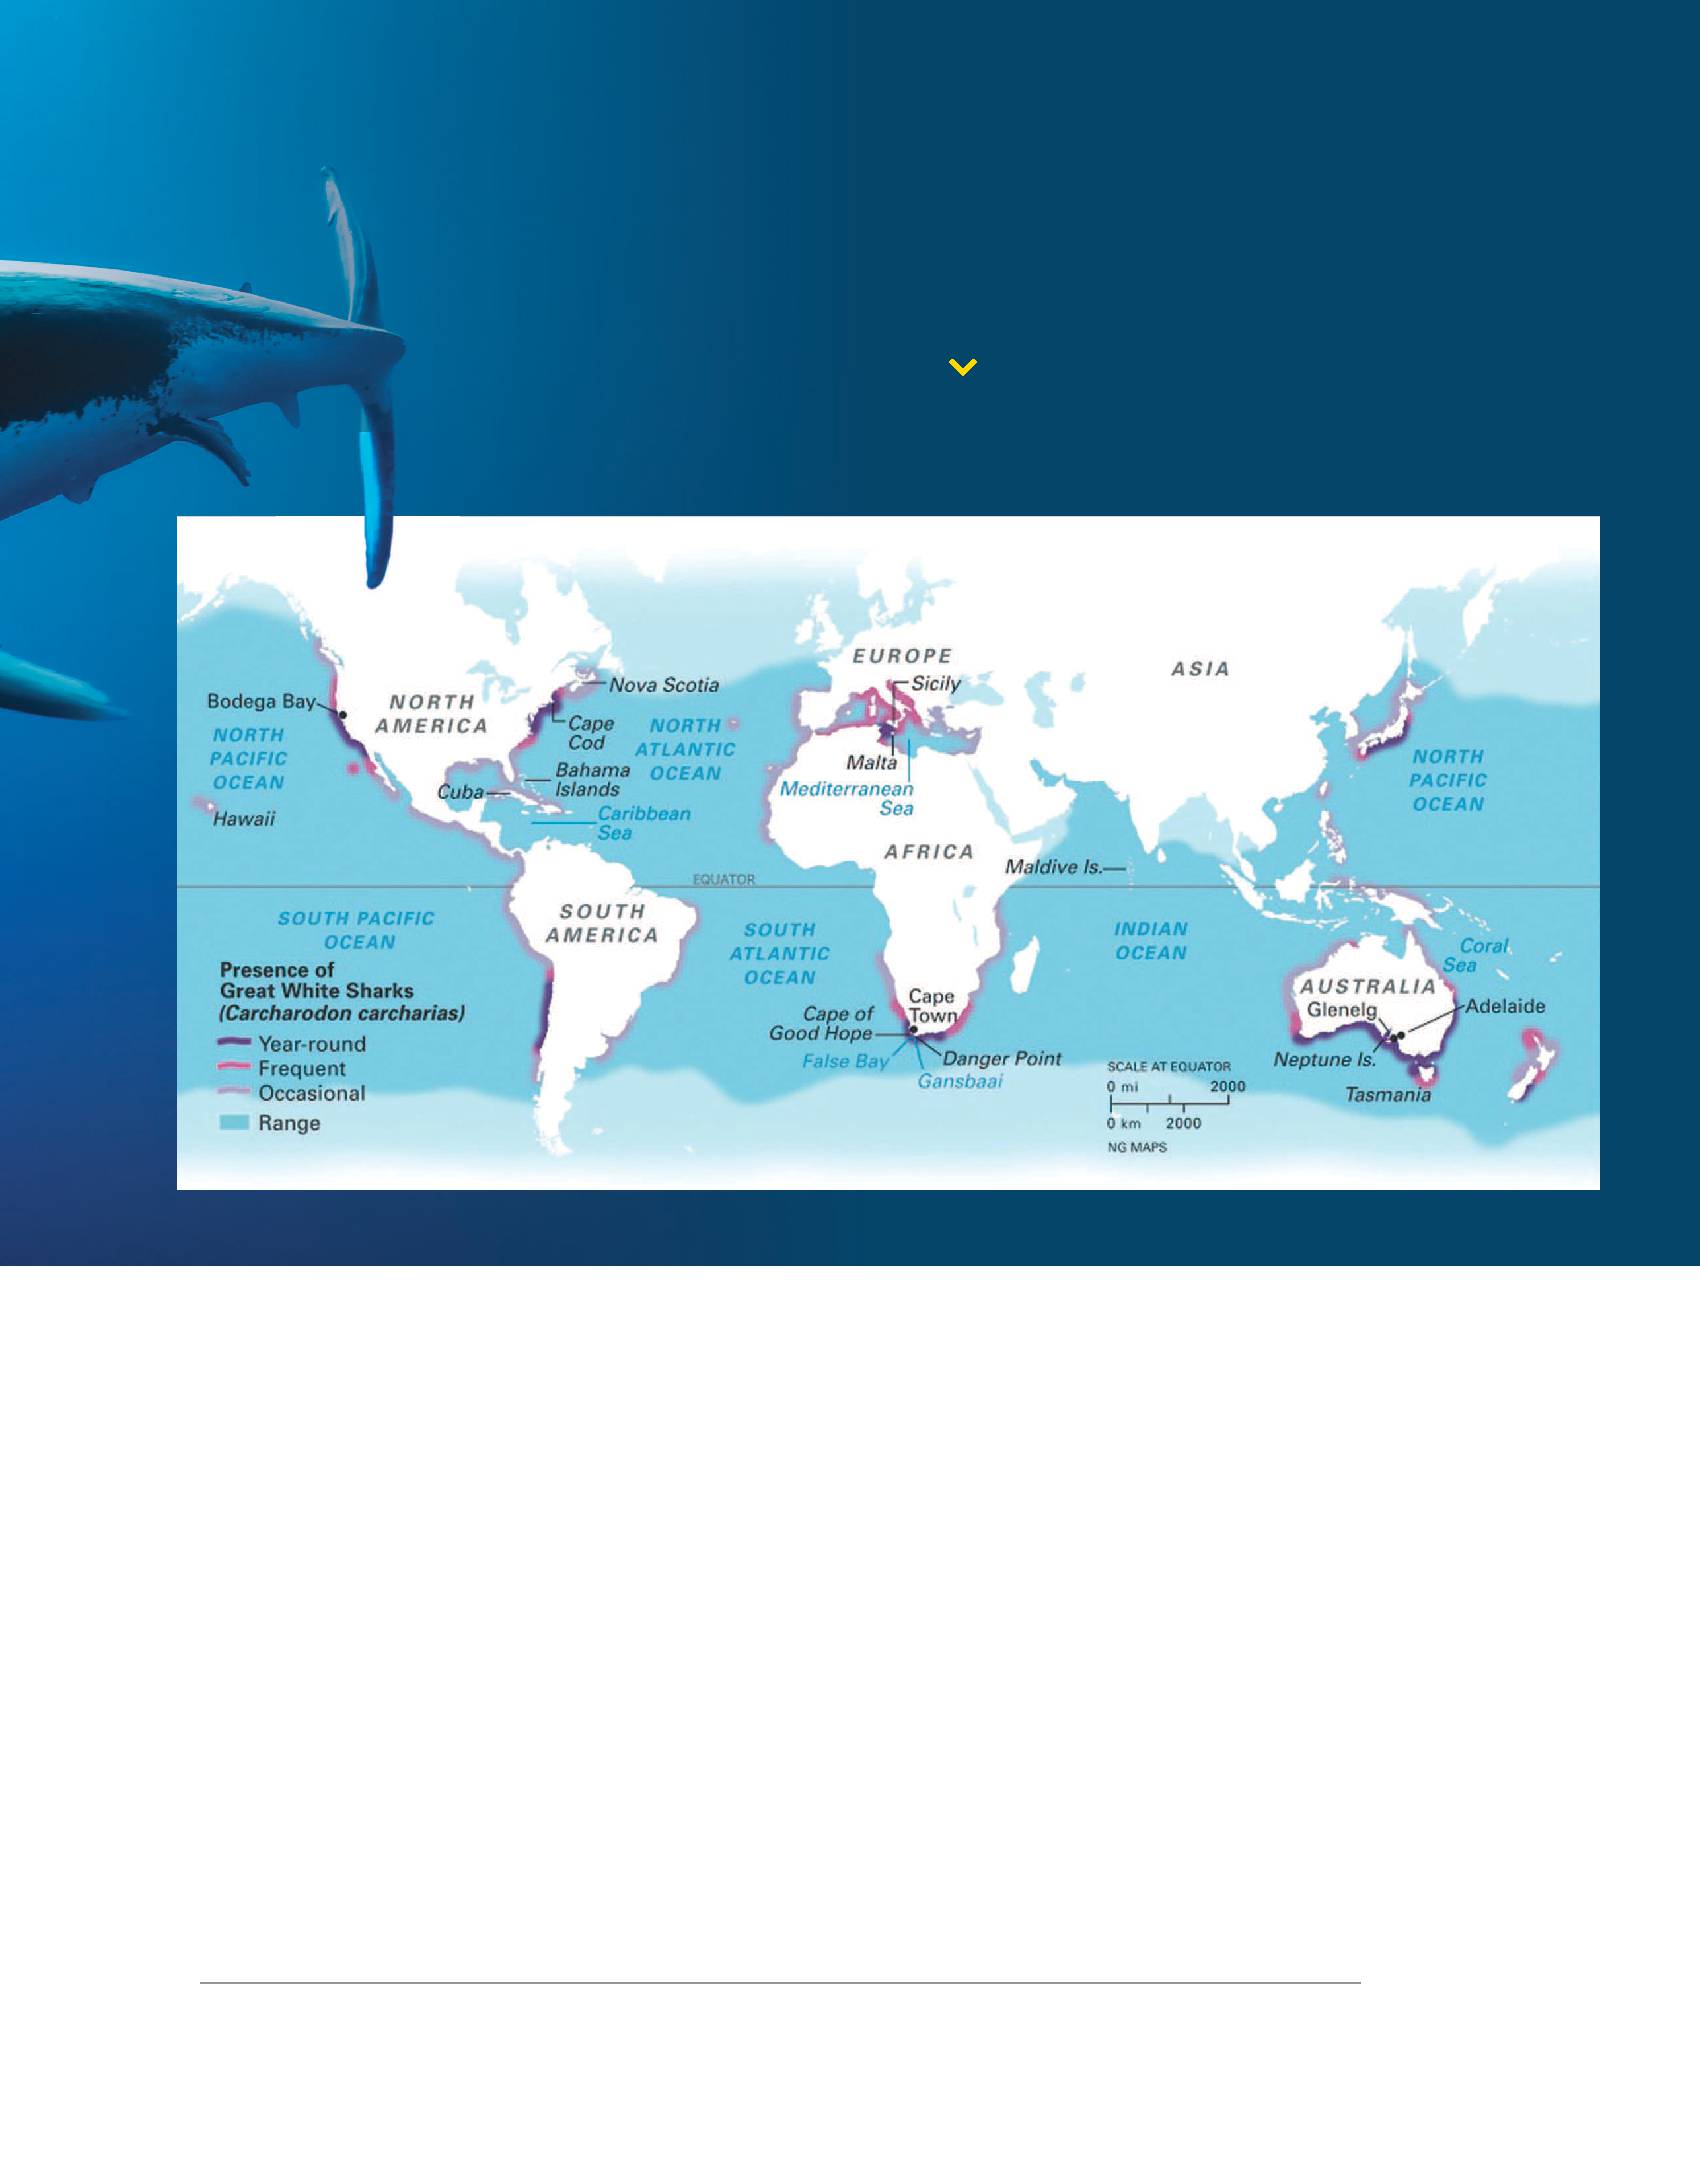 EUROPE
ASIA
Sicily
Nova Scotia
Bodega Bay
NORTH
AMERICA
Cape
Cod
NORTH
ATLANTIC
OCEAN
NORTH
PACIFIC
OCEAN
Malta
NORTH
PACIFIC
OCEAN
Bahama
Islands
Cuba
Mediterranean
Sea
Caribbean
Sea
Hawaii
AFRICA
Maldive Is.
EQUATOR
SOUTH PACIFIC
OCEAN
SOUTH
AMERICA
SOUTH
ATLANTIC
OCEAN
INDIAN
OCEAN
Coral
Sea
AUSTRALIA
Glenelg
Adelaide
Cape
Town
Cape of
Good Hope
False Bay
Danger Point
Gansbaai
Neptune Is.
Tasmania
Presence of
Great White Sharks
(Carcharodon carcharias)
Year-round
Frequent
Occasional
Range
SCALE AT EQUATOR
0 mi 2000
0 km 2000
NG MAPS